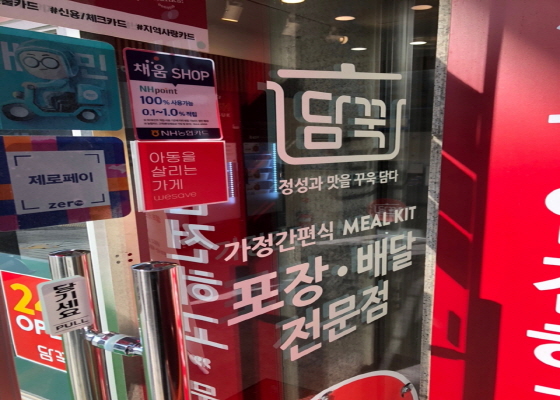 #신용/체크카드
#지역사랑카드
채움 SHOP
NHpoint
100% 사용가능
0.1~1.0% 적립
NH농협카드
제로페이
zero
아동을
살리는
가게
wesave
담꾹
정성과 맛을 꾸욱 담다
가정간편식 MEAL KIT
포장·배달
전문점
당기세요
PULL
24
OP